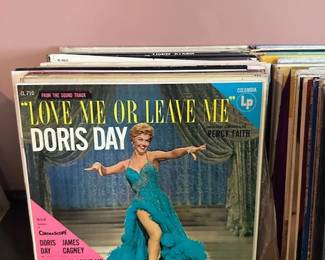 CL 710
FROM THE SOUND TRACK
COLUMBIA
Lp
"LOVE ME OR LEAVE ME"
DORIS DAY
PERCY FAITH
CINEMASCOPE
DORIS JAMES
DAY CAGNEY